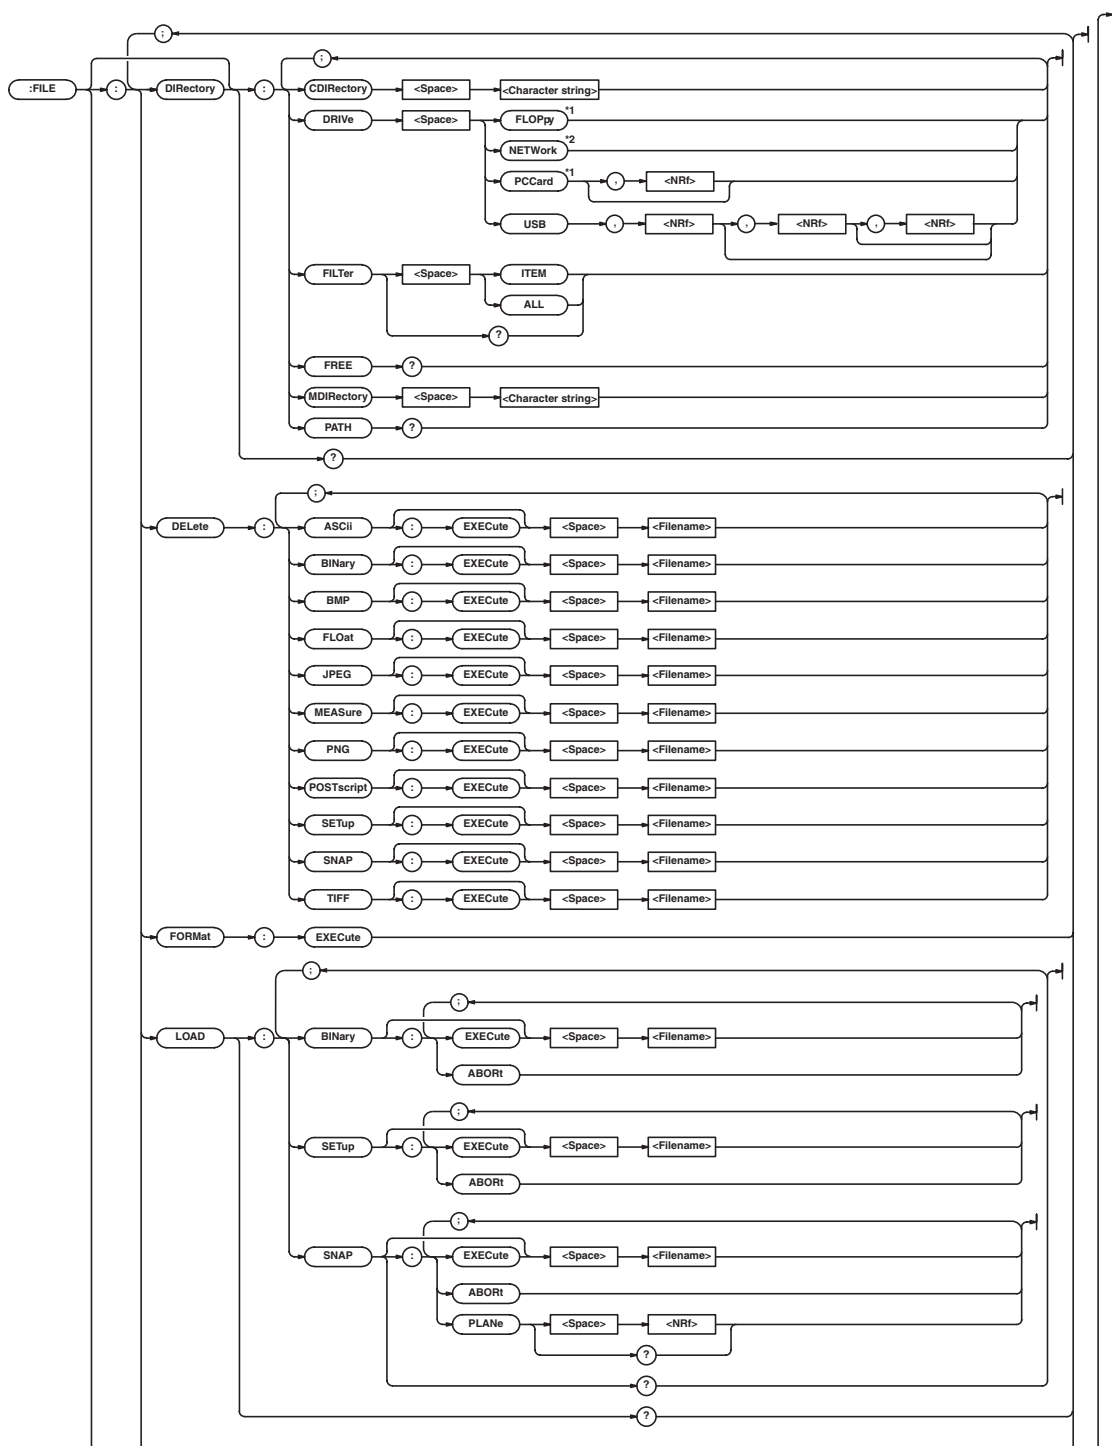 ;
;
:FILE : DIRectory : CDIRectory <Space> <Character string>
DRIVe <Space> FLOPpy*1
NETWork*2
PCCard*1 , <NRf>
USB , <NRf> , <NRf> , <NRf>
FILTer <Space> ITEM
ALL
?
FREE ?
MDIRectory <Space> <Character string>
PATH ?
?
;
DELete : ASCii : EXECute <Space> <Filename>
BINary : EXECute <Space> <Filename>
BMP : EXECute <Space> <Filename>
FLOat : EXECute <Space> <Filename>
JPEG : EXECute <Space> <Filename>
MEASure : EXECute <Space> <Filename>
PNG : EXECute <Space> <Filename>
POSTscript : EXECute <Space> <Filename>
SETup : EXECute <Space> <Filename>
SNAP : EXECute <Space> <Filename>
TIFF : EXECute <Space> <Filename>
FORMat : EXECute
;
;
LOAD : BINary : EXECute <Space> <Filename>
ABORt
;
SETup : EXECute <Space> <Filename>
ABORt
;
SNAP : EXECute <Space> <Filename>
ABORt
PLANe <Space> <NRf>
?
?
?